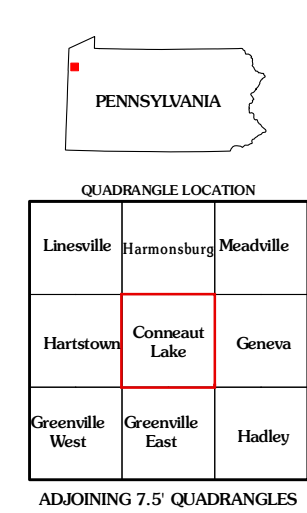 PENNSYLVANIA
QUADRANGLE LOCATION
Linesville
Harmonsburg
Meadville
Hartstown
Conneaut
Lake
Geneva
Greenville
West
Greenville
East
Hadley
ADJOINING 7.5' QUADRANGLES